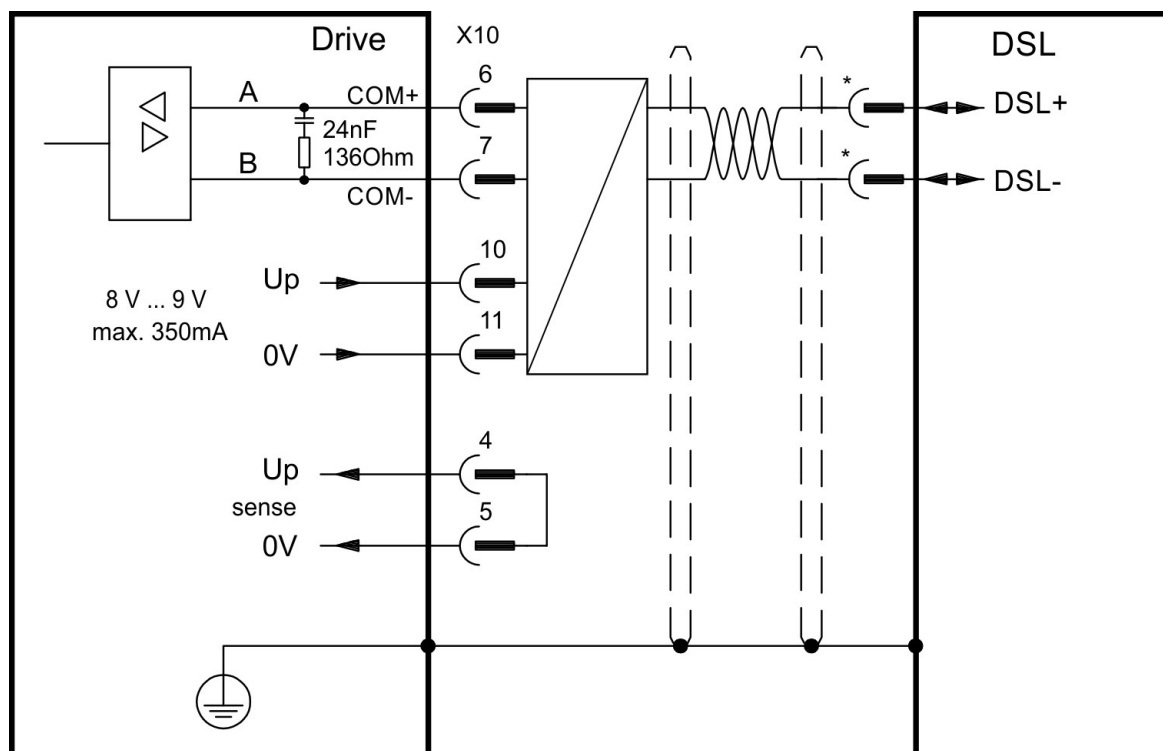 Drive
X10
DSL
6
*
A
COM+
DSL+
24nF
136Ohm
7
*
B
COM-
DSL-
10
Up
8 V ... 9 V
max. 350mA
11
0V
4
Up
sense
5
0V